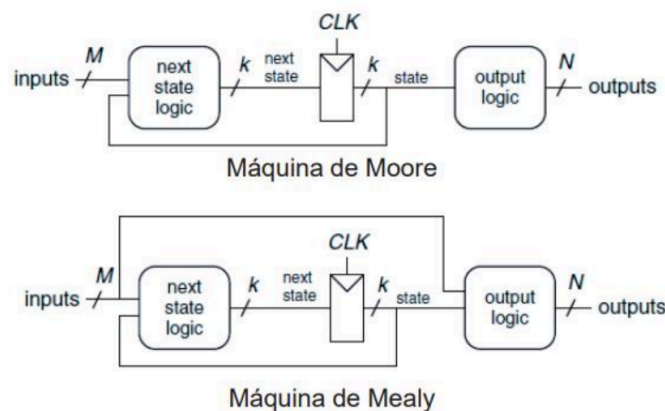 CLK
M
next
k
next
k
N
inputs
state
state
state
output
outputs
logic
logic
Máquina de Moore
CLK
M
next
k
next
k
N
inputs
state
state
state
output
outputs
logic
logic
Máquina de Mealy